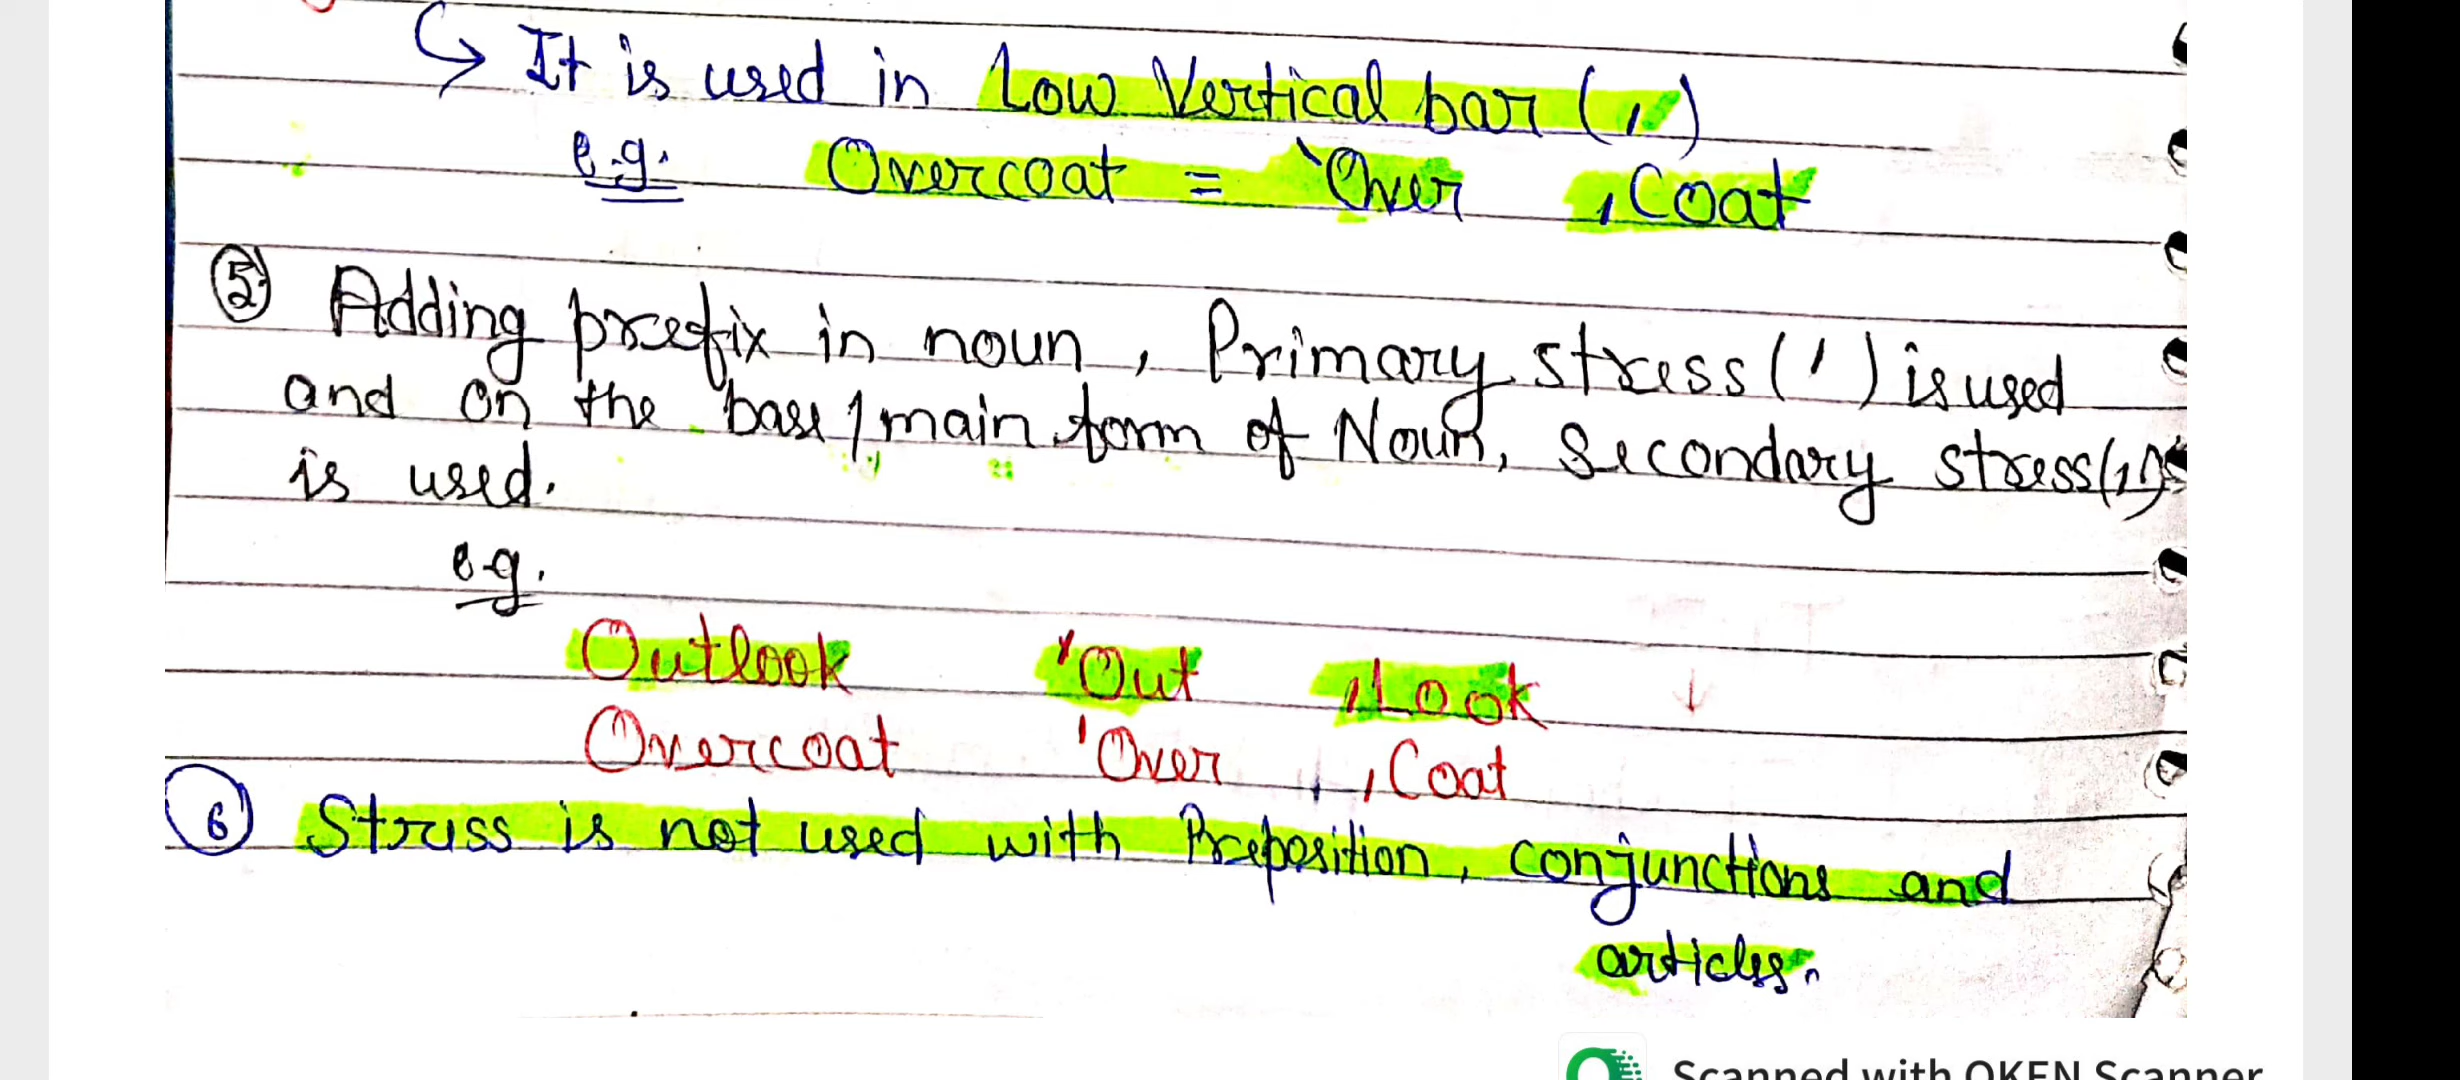 ↳ It is used in Low Vertical bar (ˌ)
e.g. Overcoat = ˈOver ˌCoat
⑤ Adding prefix in noun, Primary stress (ˈ) is used
and on the base / main form of Noun, Secondary stress (ˌ)
is used.
e.g.
Outlook ˈOut ˌLook
Overcoat ˈOver ˌCoat
⑥ Stress is not used with Preposition, conjunctions and
articles.
Scanned with OKEN Scanner